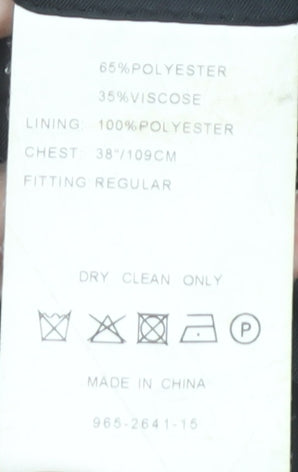 65%POLYESTER
35%VISCOSE
LINING: 100%POLYESTER
CHEST: 38"/109CM
FITTING REGULAR
DRY CLEAN ONLY
P
MADE IN CHINA
965-2641-15